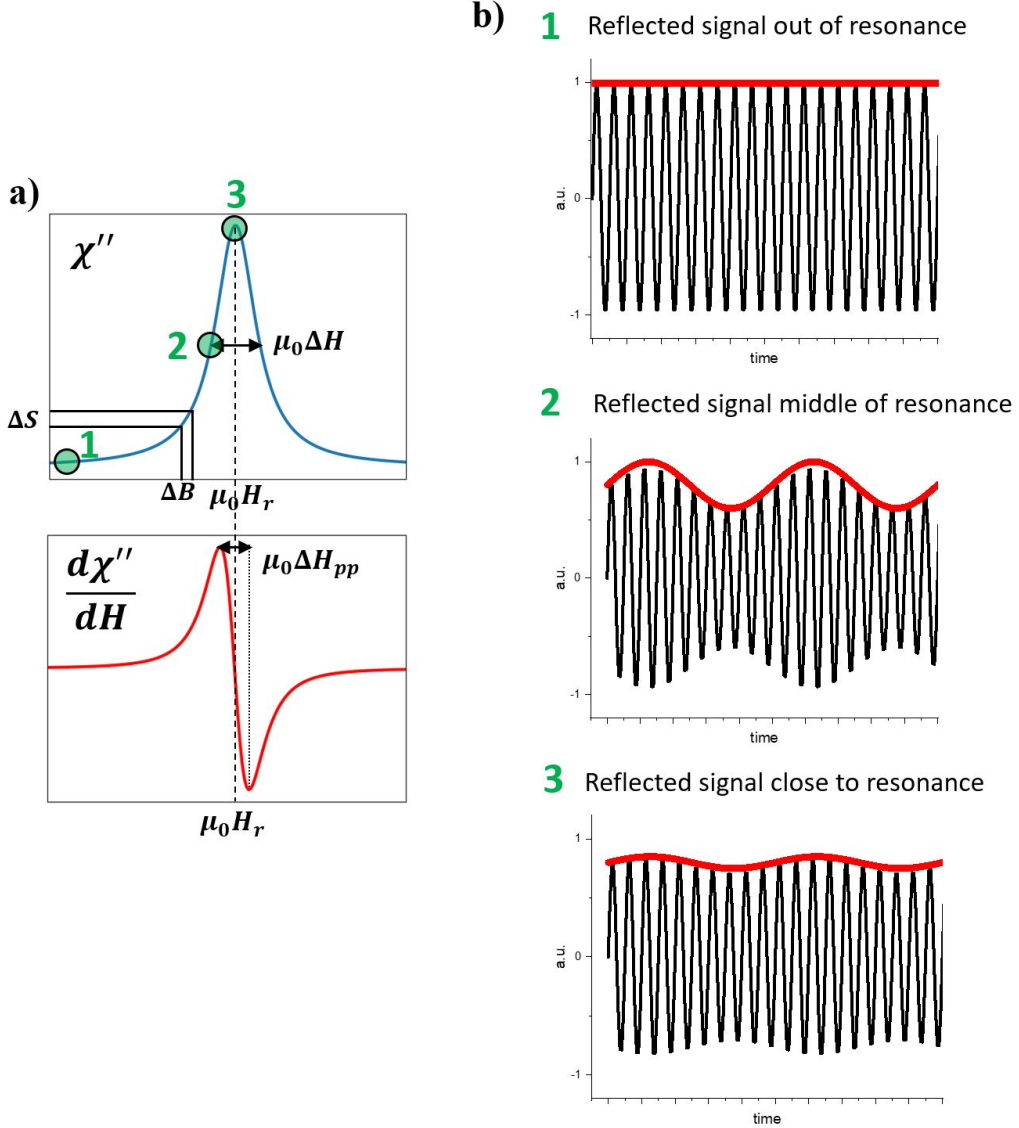 a)
χ′′
3
2
μ₀ΔH
ΔS
1
ΔB
μ₀Hᵣ
dχ′′
dH
μ₀ΔHₚₚ
μ₀Hᵣ
b)
1 Reflected signal out of resonance
1
0
-1
a.u.
time
2 Reflected signal middle of resonance
1
0
-1
a.u.
time
3 Reflected signal close to resonance
1
0
-1
a.u.
time